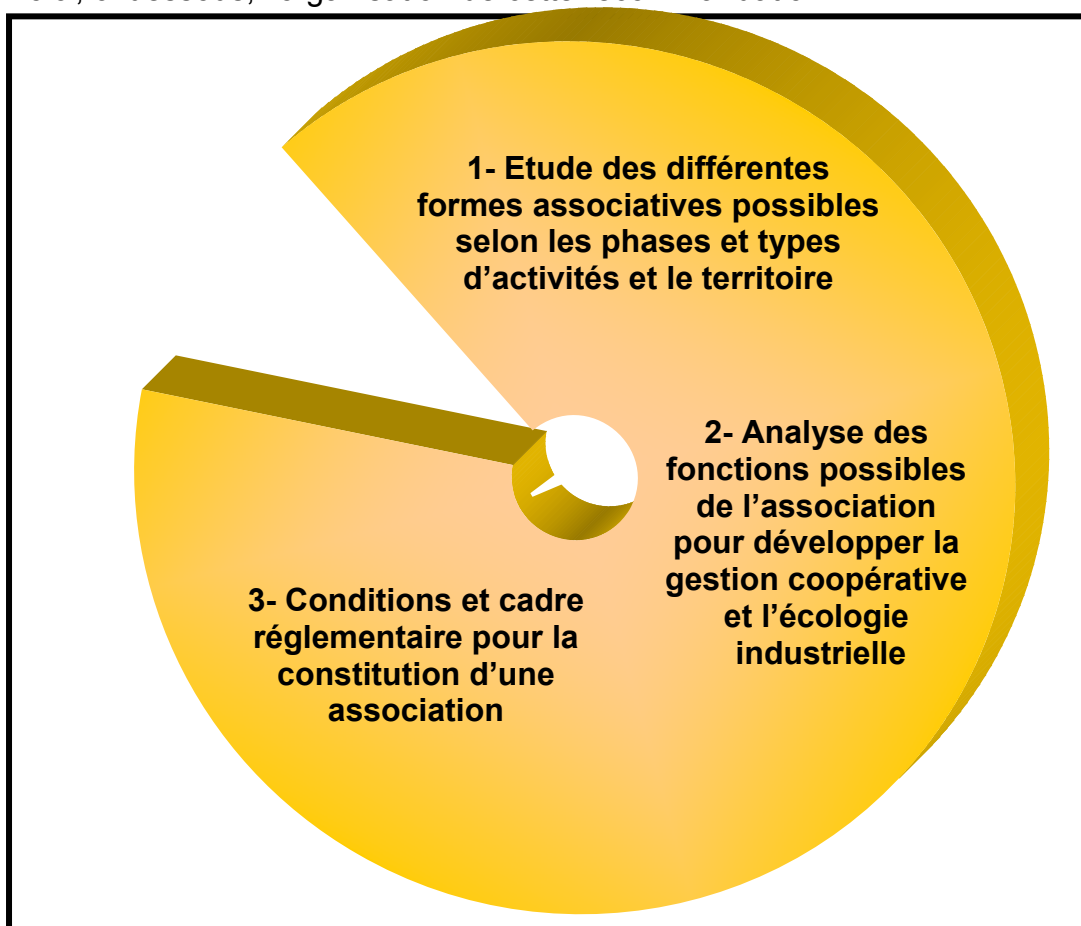 1- Etude des différentes
formes associatives possibles
selon les phases et types
d’activités et le territoire
2- Analyse des
fonctions possibles
de l’association
pour développer la
gestion coopérative
et l’écologie
industrielle
3- Conditions et cadre
réglementaire pour la
constitution d’une
association